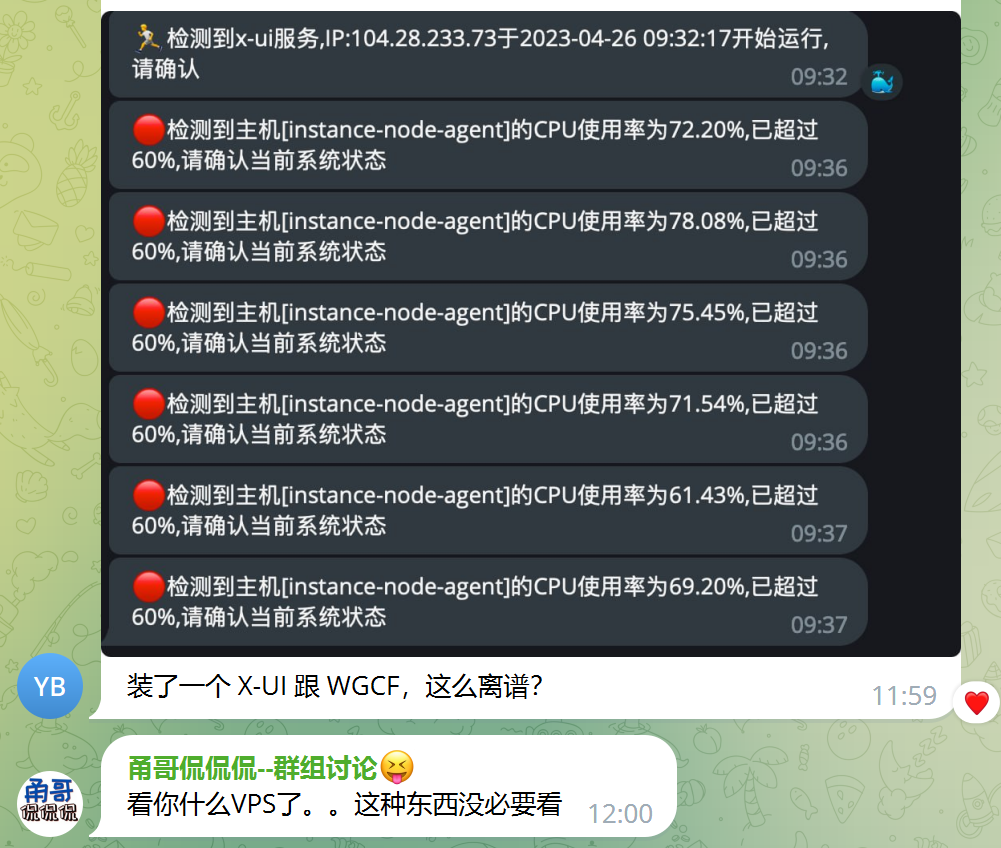 🏃检测到x-ui服务,IP:104.28.233.73于2023-04-26 09:32:17开始运行,
请确认
09:32
🔴检测到主机[instance-node-agent]的CPU使用率为72.20%,已超过
60%,请确认当前系统状态
09:36
🔴检测到主机[instance-node-agent]的CPU使用率为78.08%,已超过
60%,请确认当前系统状态
09:36
🔴检测到主机[instance-node-agent]的CPU使用率为75.45%,已超过
60%,请确认当前系统状态
09:36
🔴检测到主机[instance-node-agent]的CPU使用率为71.54%,已超过
60%,请确认当前系统状态
09:36
🔴检测到主机[instance-node-agent]的CPU使用率为61.43%,已超过
60%,请确认当前系统状态
09:37
🔴检测到主机[instance-node-agent]的CPU使用率为69.20%,已超过
60%,请确认当前系统状态
09:37
YB
装了一个 X-UI 跟 WGCF，这么离谱？
11:59
甬哥侃侃侃--群组讨论😝
甬哥
侃侃侃
看你什么VPS了。。这种东西没必要看
12:00